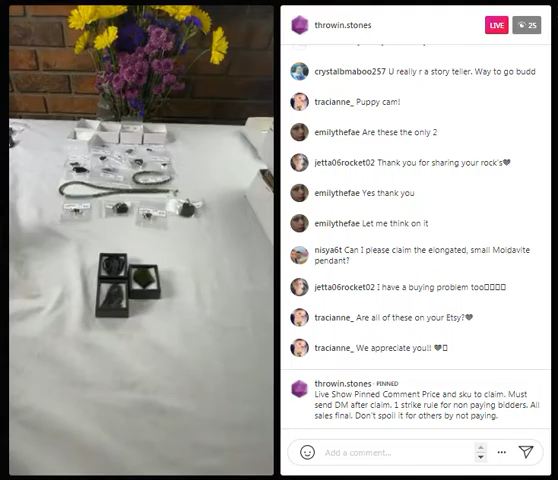 throwin.stones
LIVE
25
crystalbmaboo257 U really r a story teller. Way to go budd
tracianne_ Puppy cam!
emilythefae Are these the only 2
jetta06rocket02 Thank you for sharing your rock's🖤
emilythefae Yes thank you
emilythefae Let me think on it
nisya6t Can I please claim the elongated, small Moldavite
pendant?
jetta06rocket02 I have a buying problem too▯▯▯▯
tracianne_ Are all of these on your Etsy?🖤
tracianne_ We appreciate you!! 🖤▯
throwin.stones · PINNED
Live Show Pinned Comment Price and sku to claim. Must
send DM after claim. 1 strike rule for non paying bidders. All
sales final. Don't spoil it for others by not paying.
Add a comment...